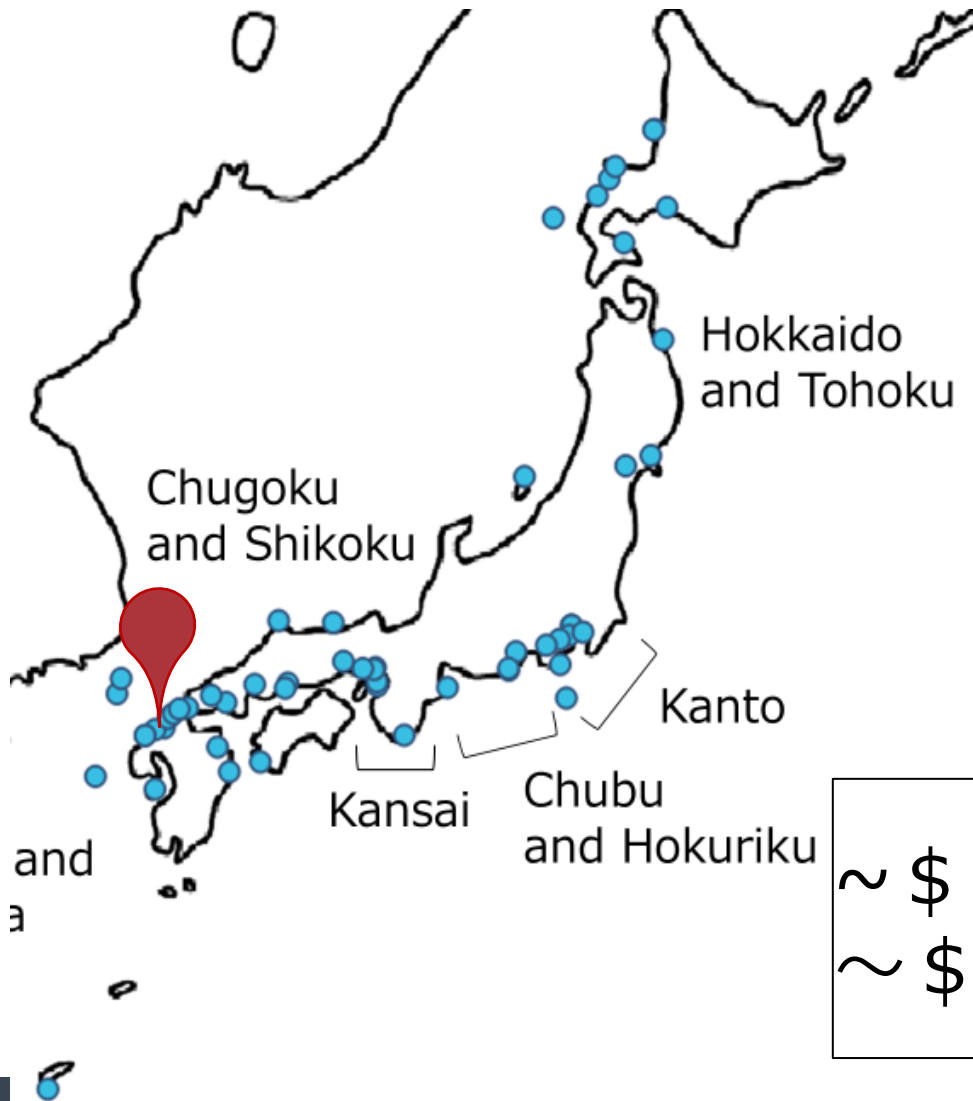 Hokkaido
and Tohoku
Chugoku
and Shikoku
Kanto
Kansai
Chubu
and Hokuriku
and
a
~ $
~ $